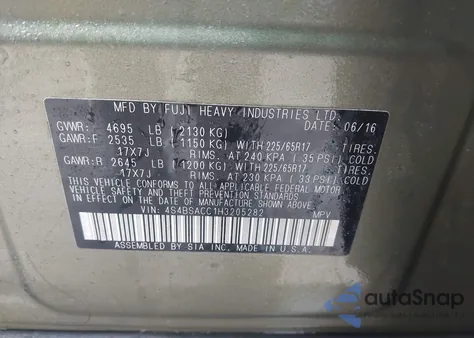 MFD BY FUJI HEAVY INDUSTRIES LTD.
GVWR: 4695 LB (2130 KG) DATE: 06/16
GAWR:F 2535 LB (1150 KG) WITH 225/65R17 TIRES.
17X7J RIMS. AT 240 KPA (35 PSI) COLD
GAWR:R 2645 LB (1200 KG) WITH 225/65R17 TIRES.
17X7J RIMS. AT 230 KPA (33 PSI) COLD
THIS VEHICLE CONFORMS TO ALL APPLICABLE FEDERAL MOTOR
VEHICLE SAFETY AND THEFT PREVENTION STANDARDS
IN EFFECT ON THE DATE OF MANUFACTURE SHOWN ABOVE.
VIN: 4S4BSACC1H3205282 MPV
ASSEMBLED BY SIA INC. MADE IN U.S.A.
autoSnap